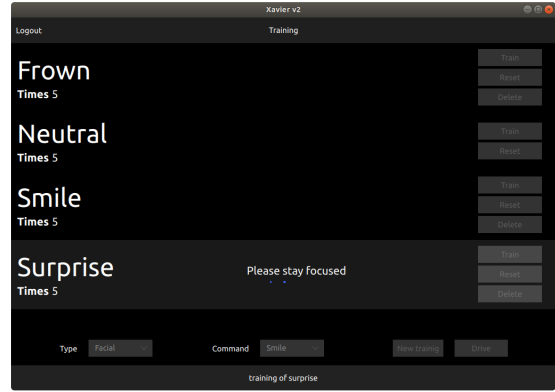 Xavier v2
Logout Training
Frown
Times 5
Train
Reset
Delete
Neutral
Times 5
Train
Reset
Smile
Times 5
Train
Reset
Delete
Surprise
Times 5
Please stay focused
Train
Reset
Delete
Type Facial Command Smile New trainig Drive
training of surprise